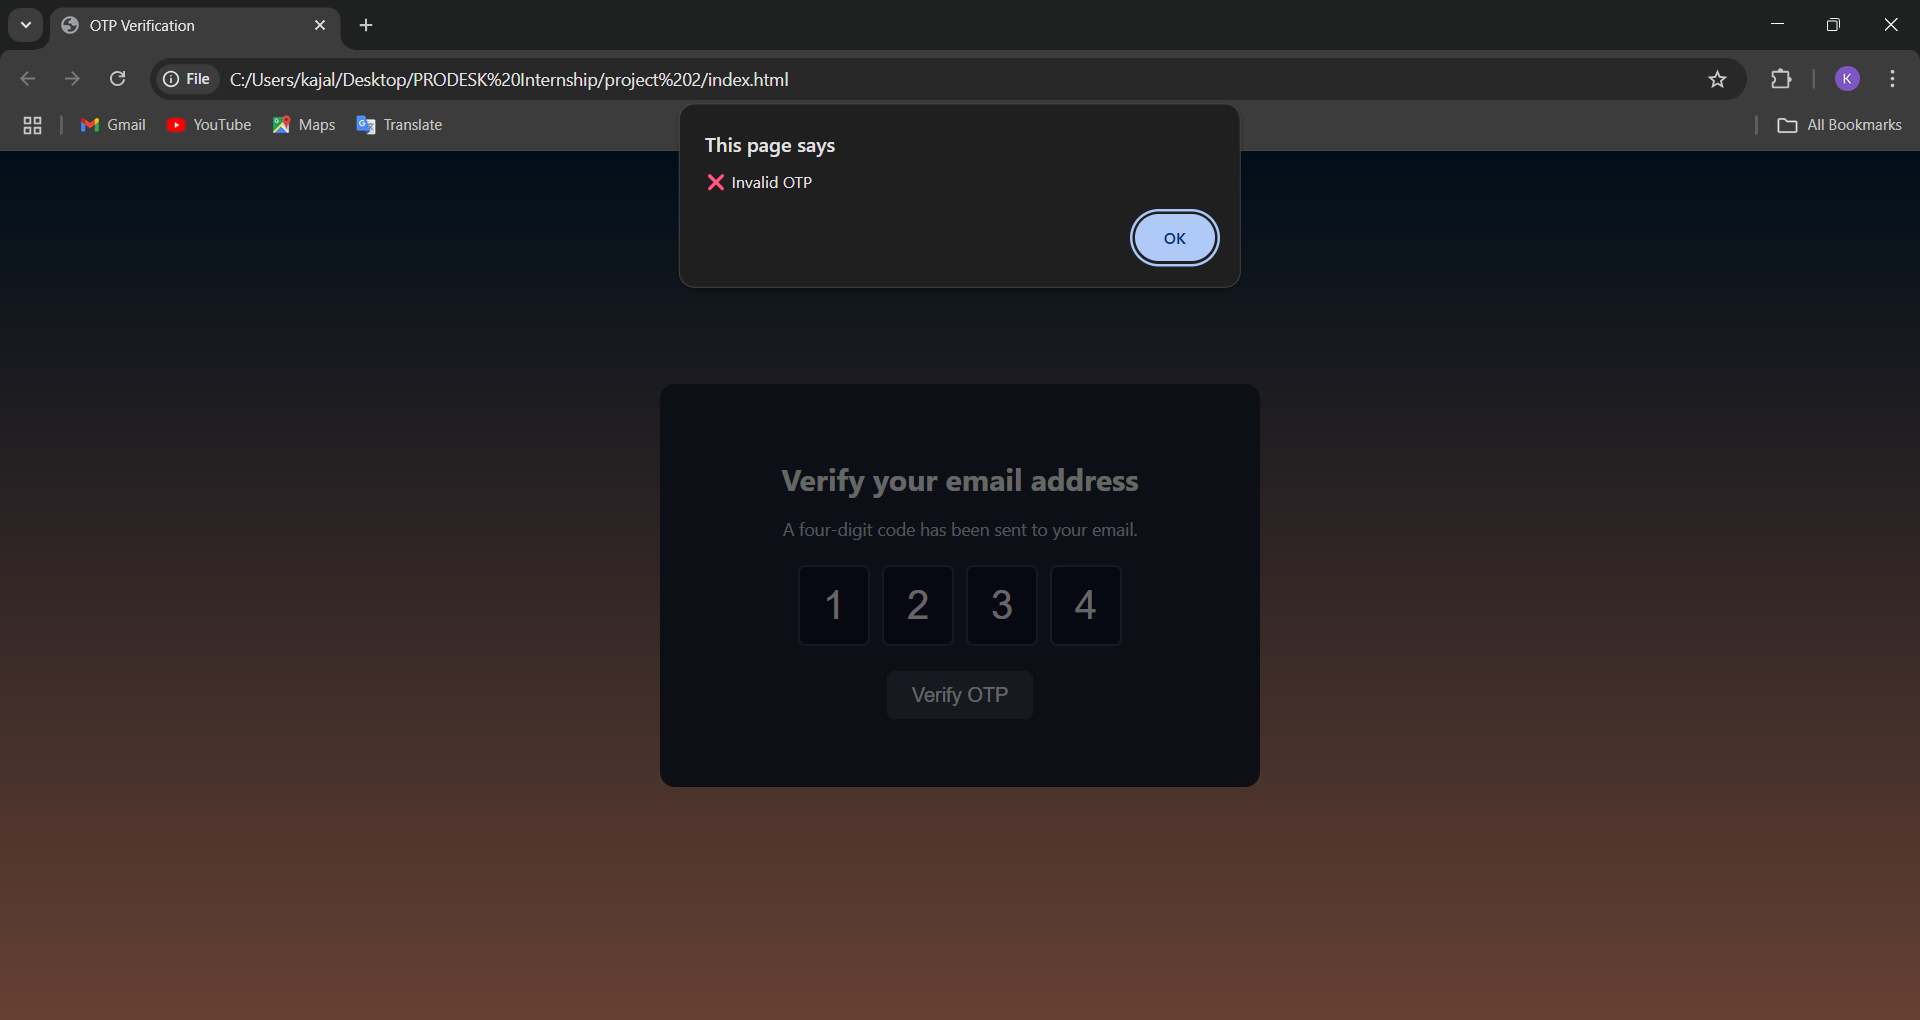 OTP Verification
File C:/Users/kajal/Desktop/PRODESK%20Internship/project%202/index.html
K
Gmail YouTube Maps Translate All Bookmarks
This page says
❌ Invalid OTP
OK
Verify your email address
A four-digit code has been sent to your email.
1 2 3 4
Verify OTP